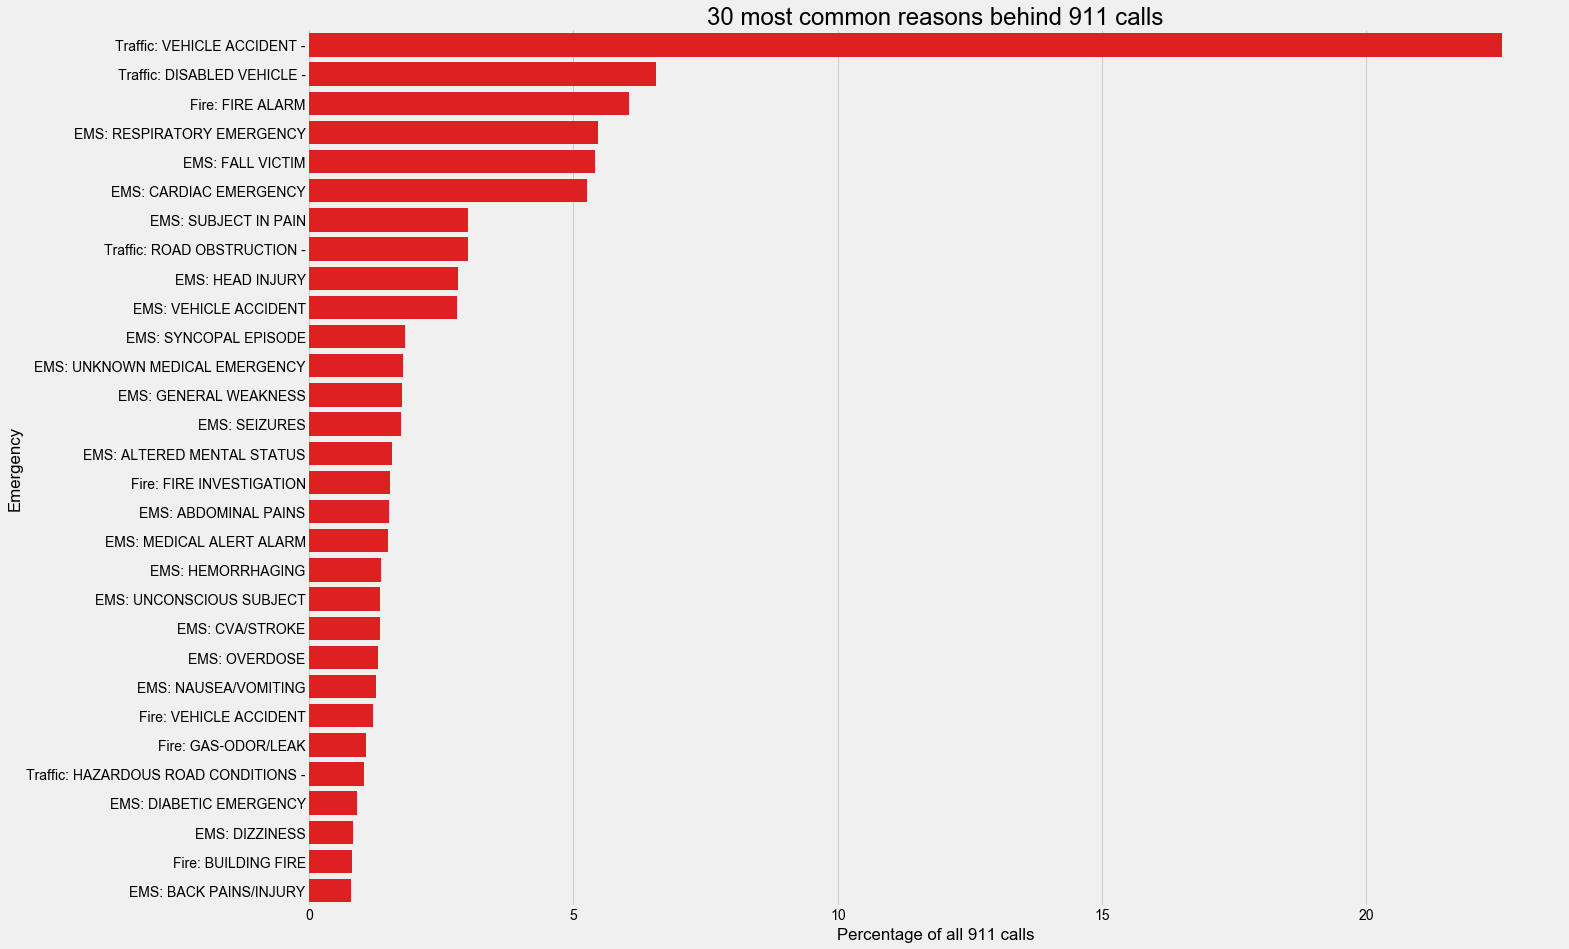 30 most common reasons behind 911 calls
Traffic: VEHICLE ACCIDENT -
Traffic: DISABLED VEHICLE -
Fire: FIRE ALARM
EMS: RESPIRATORY EMERGENCY
EMS: FALL VICTIM
EMS: CARDIAC EMERGENCY
EMS: SUBJECT IN PAIN
Traffic: ROAD OBSTRUCTION -
EMS: HEAD INJURY
EMS: VEHICLE ACCIDENT
EMS: SYNCOPAL EPISODE
EMS: UNKNOWN MEDICAL EMERGENCY
EMS: GENERAL WEAKNESS
EMS: SEIZURES
EMS: ALTERED MENTAL STATUS
Fire: FIRE INVESTIGATION
EMS: ABDOMINAL PAINS
EMS: MEDICAL ALERT ALARM
EMS: HEMORRHAGING
EMS: UNCONSCIOUS SUBJECT
EMS: CVA/STROKE
EMS: OVERDOSE
EMS: NAUSEA/VOMITING
Fire: VEHICLE ACCIDENT
Fire: GAS-ODOR/LEAK
Traffic: HAZARDOUS ROAD CONDITIONS -
EMS: DIABETIC EMERGENCY
EMS: DIZZINESS
Fire: BUILDING FIRE
EMS: BACK PAINS/INJURY
Emergency
0 5 10 15 20
Percentage of all 911 calls